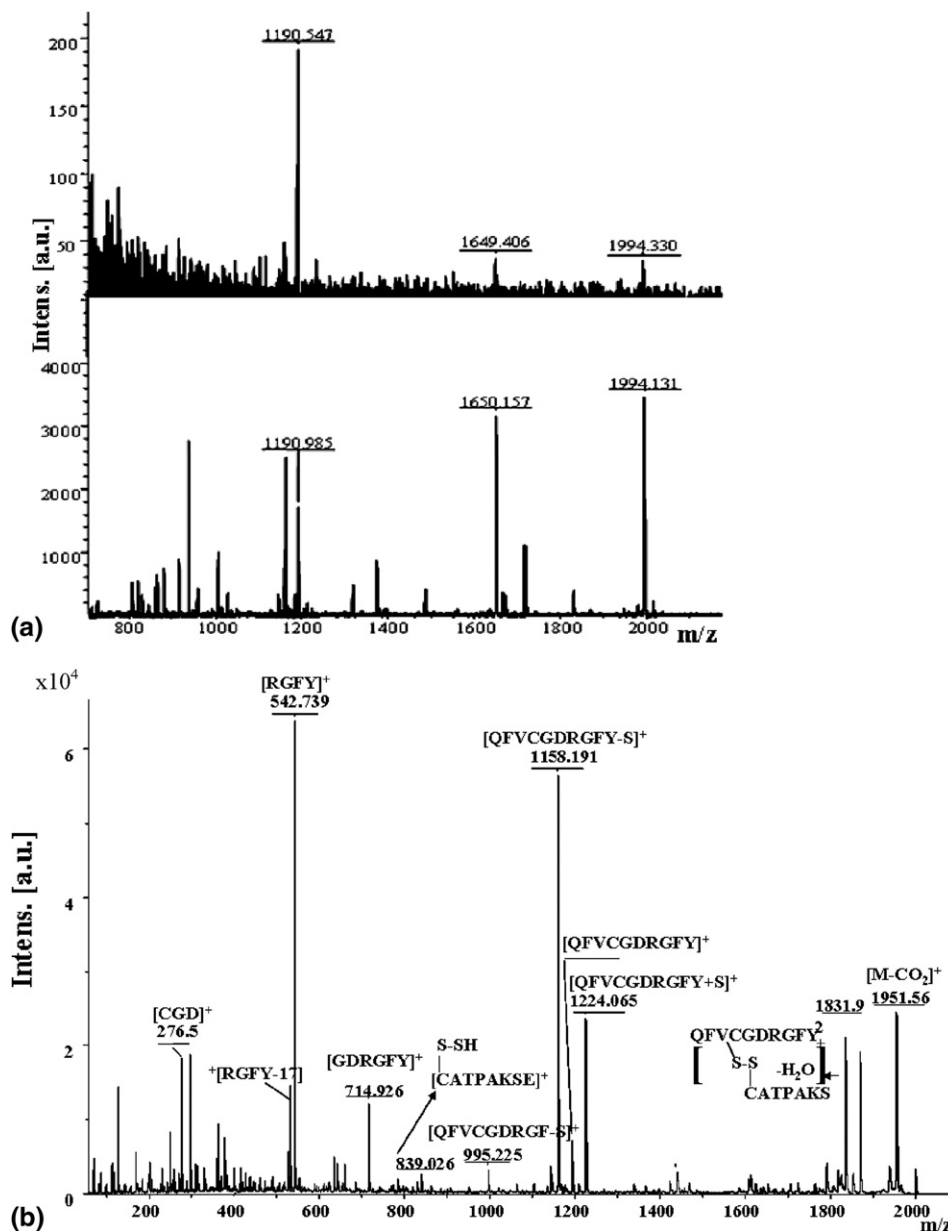 200
150
100
50
1190.547
1649.406
1994.330
Intens. [a.u.]
4000
3000
2000
1000
1190.985
1650.157
1994.131
800 1000 1200 1400 1600 1800 2000
m/z
(a)
x10⁴
[RGFY]⁺
542.739
[QFVCGDRGFY-S]⁺
1158.191
[QFVCGDRGFY]⁺
[QFVCGDRGFY+S]⁺
1224.065
[M-CO₂]⁺
1951.56
1831.9
[CGD]⁺
276.5
⁺[RGFY-17]
[GDRGFY]⁺
714.926
S-SH
[CATPAKSE]⁺
839.026
[QFVCGDRGF-S]⁺
995.225
QFVCGDRGFY
S-S
-H₂O
CATPAKS
Intens. [a.u.]
6
4
2
0
200 400 600 800 1000 1200 1400 1600 1800 2000
m/z
(b)